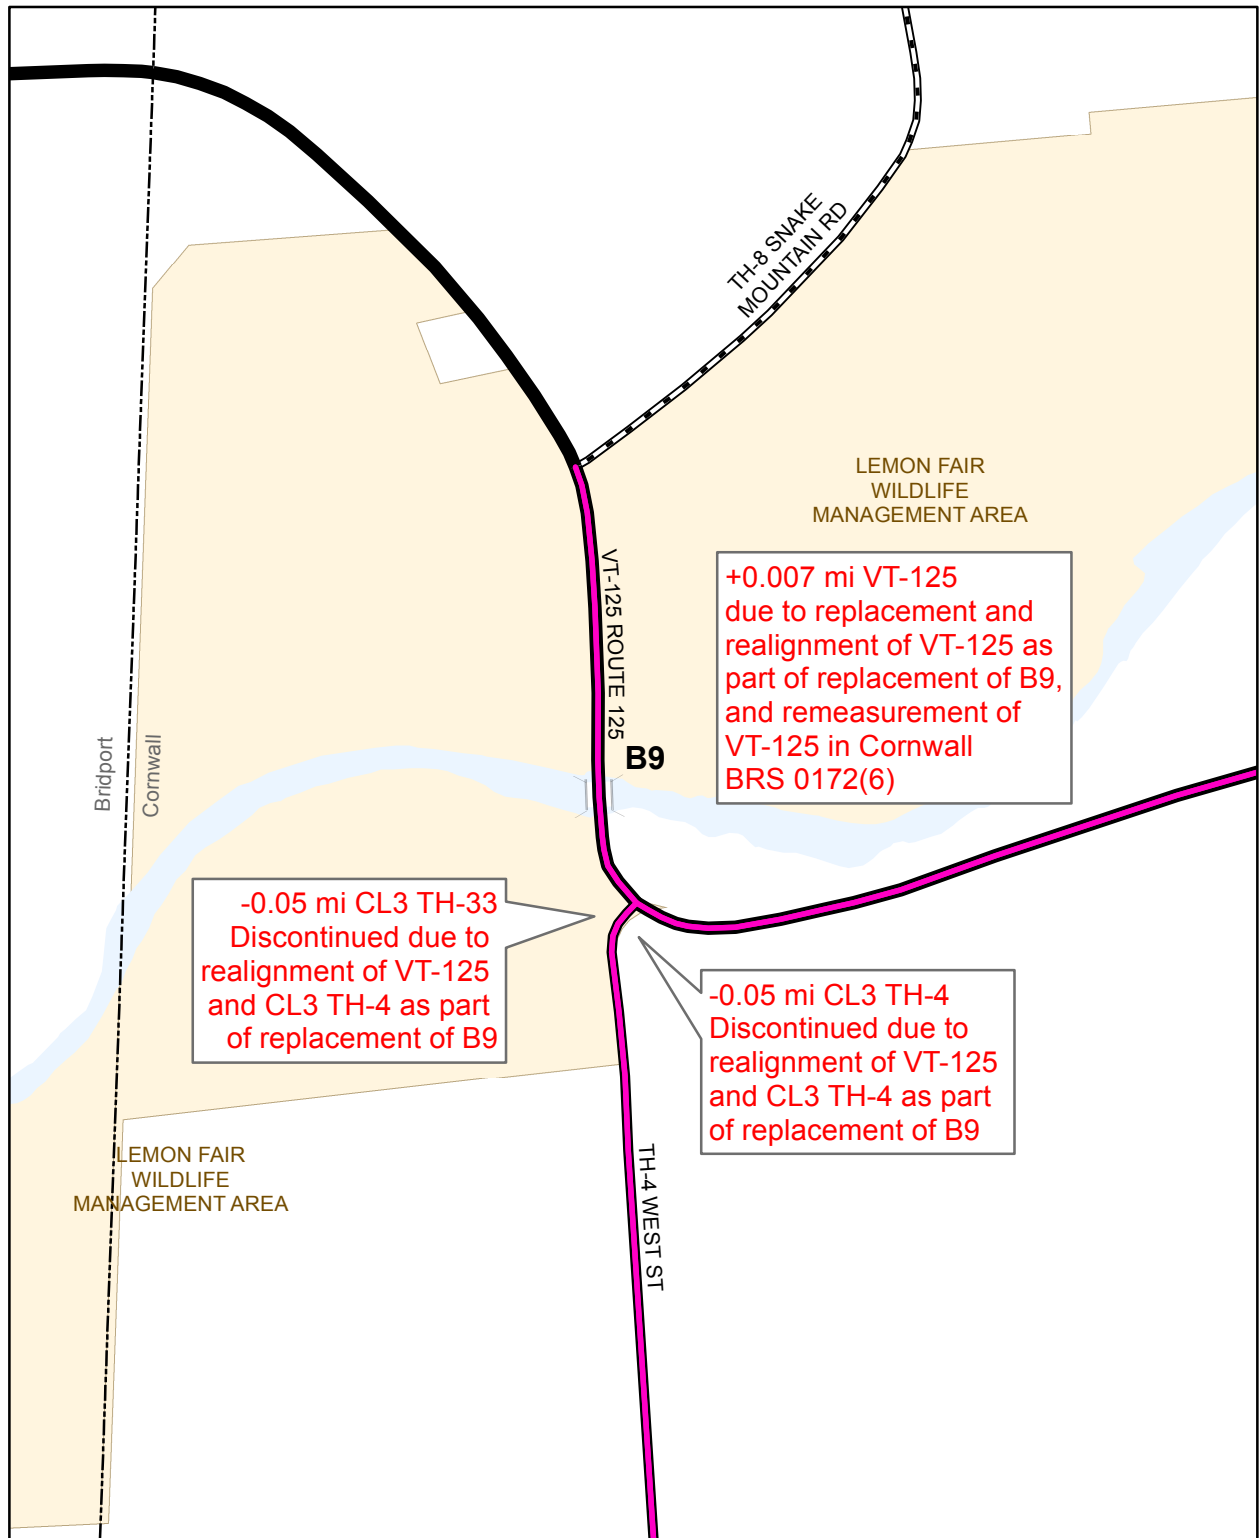 TH-8 SNAKE
MOUNTAIN RD
LEMON FAIR
WILDLIFE
MANAGEMENT AREA
VT-125 ROUTE 125
+0.007 mi VT-125
due to replacement and
realignment of VT-125 as
part of replacement of B9,
and remeasurement of
VT-125 in Cornwall
BRS 0172(6)
B9
Bridport
Cornwall
-0.05 mi CL3 TH-33
Discontinued due to
realignment of VT-125
and CL3 TH-4 as part
of replacement of B9
-0.05 mi CL3 TH-4
Discontinued due to
realignment of VT-125
and CL3 TH-4 as part
of replacement of B9
LEMON FAIR
WILDLIFE
MANAGEMENT AREA
TH-4 WEST ST